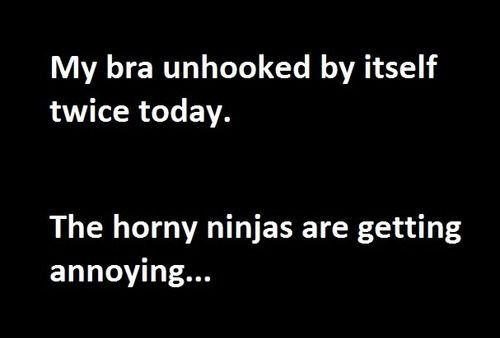 My bra unhooked by itself
twice today.
The horny ninjas are getting
annoying...